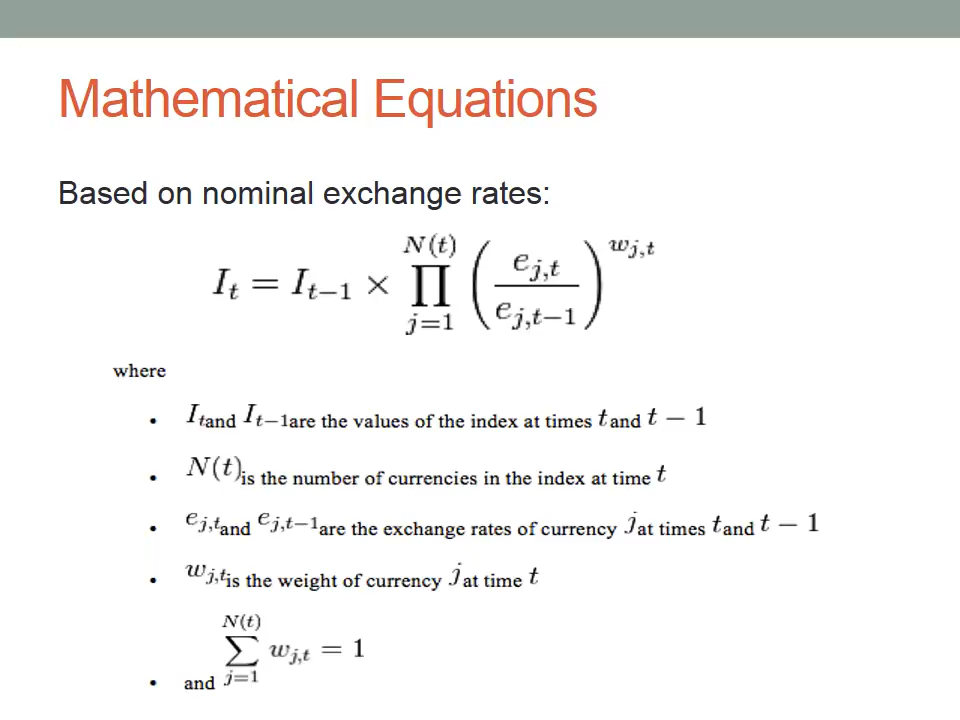 Mathematical Equations
Based on nominal exchange rates:
I_t = I_{t−1} × ∏_{j=1}^{N(t)} (e_{j,t} / e_{j,t−1})^{w_{j,t}}
where
• I_t and I_{t−1} are the values of the index at times t and t − 1
• N(t) is the number of currencies in the index at time t
• e_{j,t} and e_{j,t−1} are the exchange rates of currency j at times t and t − 1
• w_{j,t} is the weight of currency j at time t
• and ∑_{j=1}^{N(t)} w_{j,t} = 1